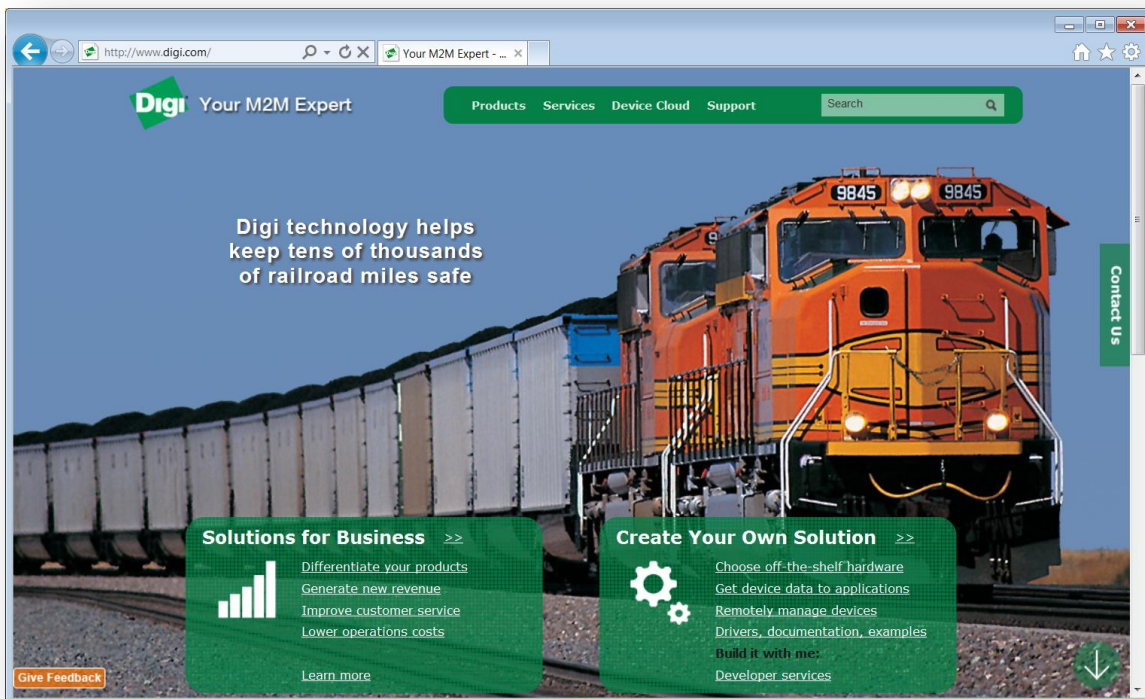 http://www.digi.com/
Your M2M Expert - ...
Digi Your M2M Expert
Products Services Device Cloud Support
Search
9845 9845
9
Digi technology helps
keep tens of thousands
of railroad miles safe
Contact Us
Solutions for Business >>
Differentiate your products
Generate new revenue
Improve customer service
Lower operations costs
Learn more
Create Your Own Solution >>
Choose off-the-shelf hardware
Get device data to applications
Remotely manage devices
Drivers, documentation, examples
Build it with me:
Developer services
Give Feedback